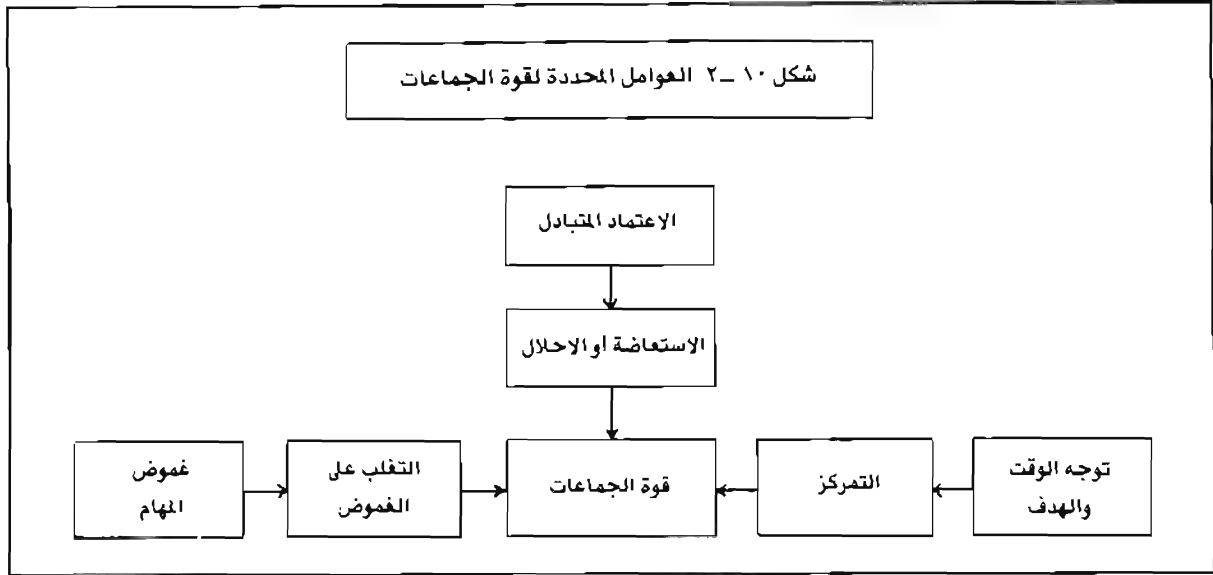 شكل ١٠ – ٢ العوامل المحددة لقوة الجماعات
الاعتماد المتبادل
الاستعاضة أو الاحلال
غموض
المهام
التغلب على
الغموض
قوة الجماعات
التمركز
توجه الوقت
والهدف